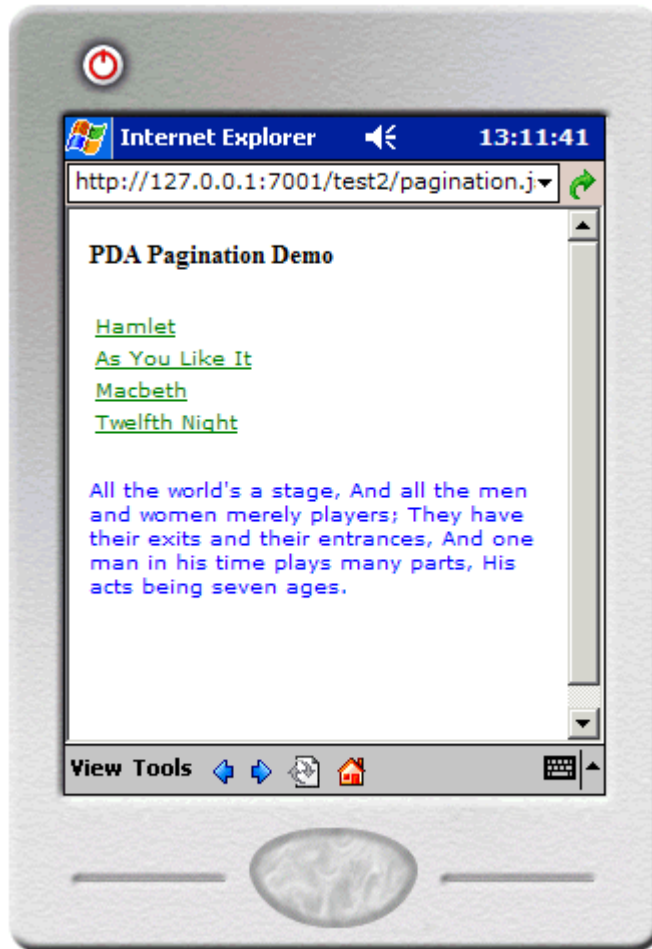 Internet Explorer 13:11:41
http://127.0.0.1:7001/test2/pagination.j
PDA Pagination Demo
Hamlet
As You Like It
Macbeth
Twelfth Night
All the world's a stage, And all the men
and women merely players; They have
their exits and their entrances, And one
man in his time plays many parts, His
acts being seven ages.
View Tools